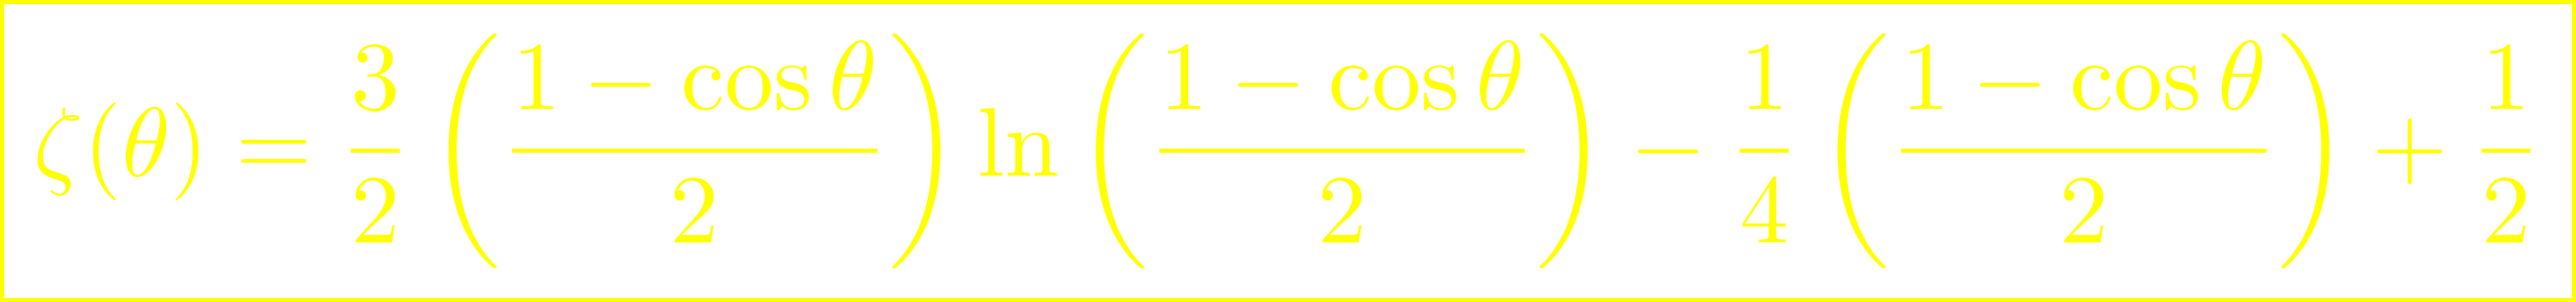 ζ(θ) = 3/2 ((1 − cos θ)/2) ln ((1 − cos θ)/2) − 1/4 ((1 − cos θ)/2) + 1/2